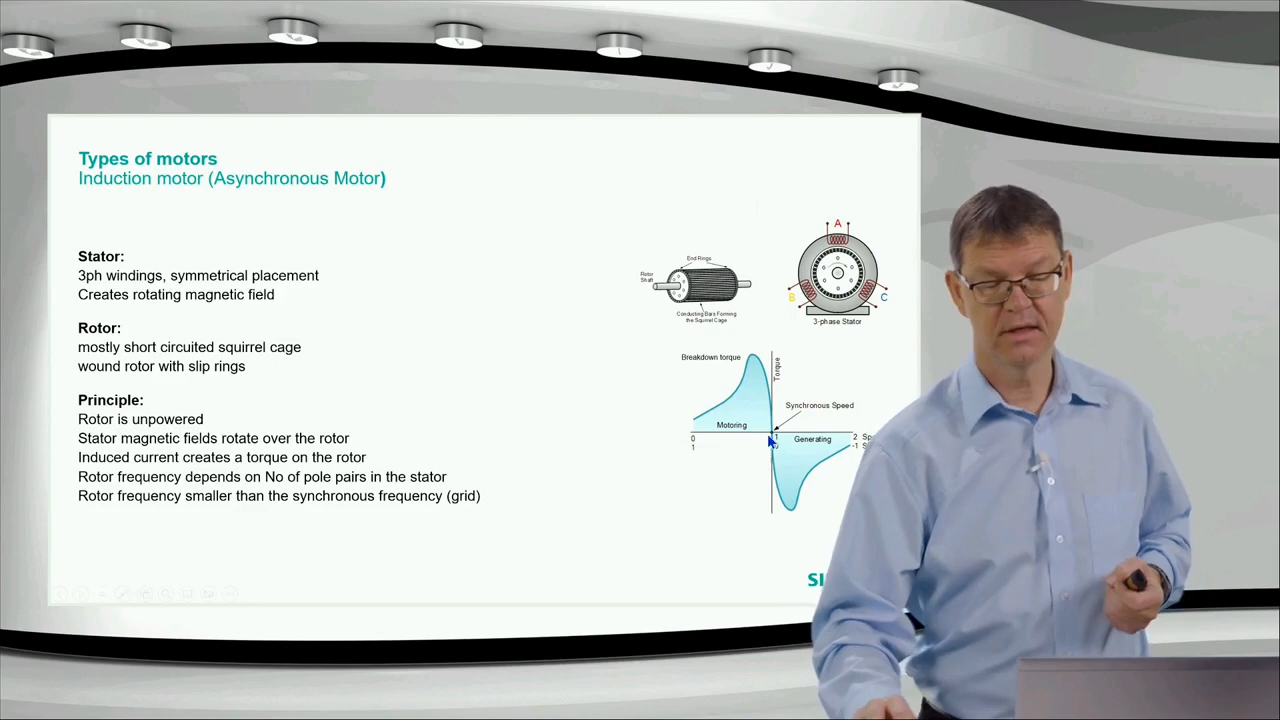 Types of motors
Induction motor (Asynchronous Motor)
Stator:
3ph windings, symmetrical placement
Creates rotating magnetic field
Rotor:
mostly short circuited squirrel cage
wound rotor with slip rings
Principle:
Rotor is unpowered
Stator magnetic fields rotate over the rotor
Induced current creates a torque on the rotor
Rotor frequency depends on No of pole pairs in the stator
Rotor frequency smaller than the synchronous frequency (grid)
End Rings
Rotor
Shaft
Conducting Bars Forming
the Squirrel Cage
A
B
C
3-phase Stator
Breakdown torque
Torque
Synchronous Speed
Motoring
Generating
0
1
1
2
-1